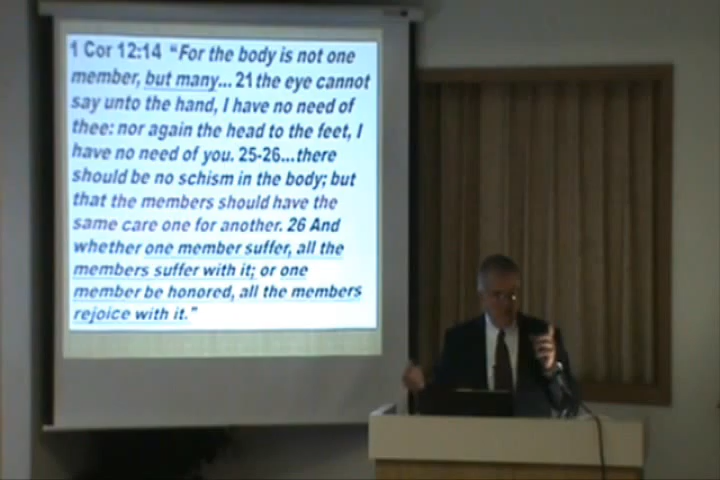 1 Cor 12:14 “For the body is not one
member, but many... 21 the eye cannot
say unto the hand, I have no need of
thee: nor again the head to the feet, I
have no need of you. 25-26...there
should be no schism in the body; but
that the members should have the
same care one for another. 26 And
whether one member suffer, all the
members suffer with it; or one
member be honored, all the members
rejoice with it.”